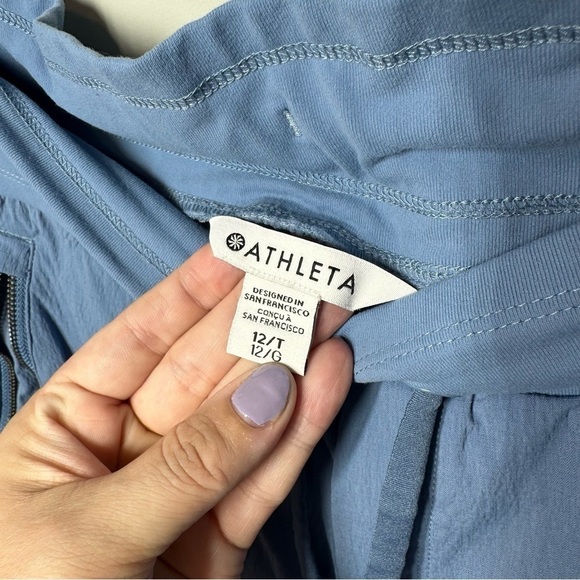 ATHLETA
DESIGNED IN
SAN FRANCISCO
CONÇU À
SAN FRANCISCO
12/T
12/G